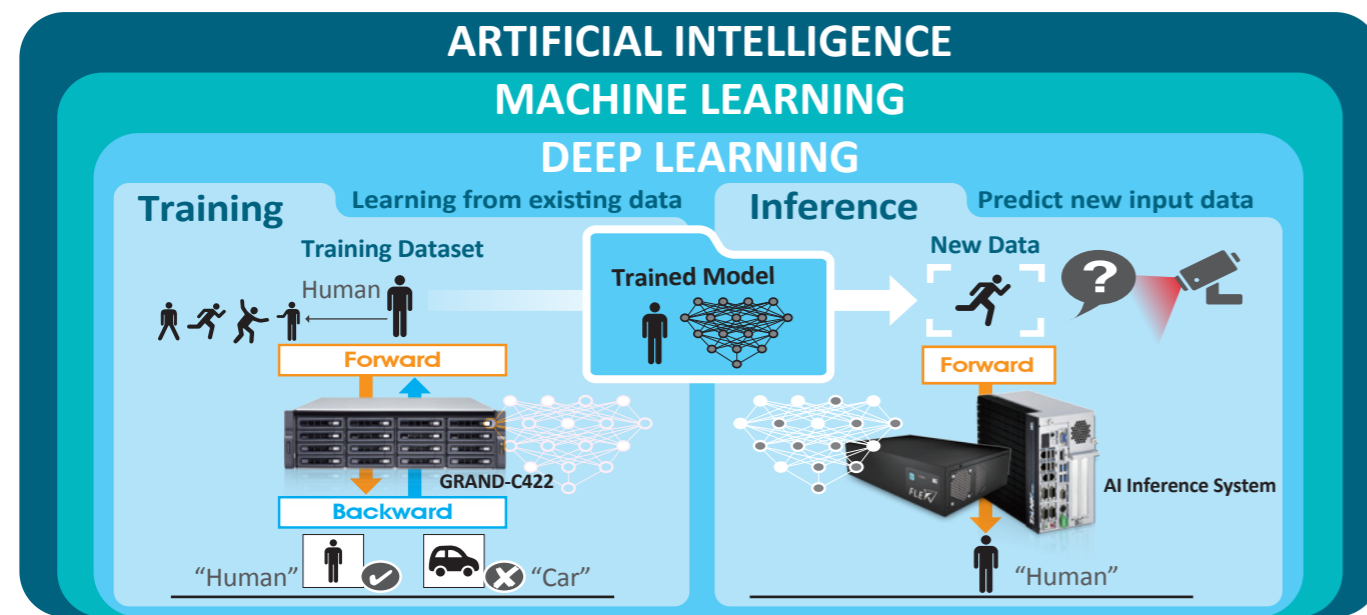 ARTIFICIAL INTELLIGENCE
MACHINE LEARNING
DEEP LEARNING
Training
Learning from existing data
Training Dataset
Human
Forward
GRAND-C422
Backward
“Human”
“Car”
Trained Model
Inference
Predict new input data
New Data
?
Forward
FLEX
AI Inference System
“Human”